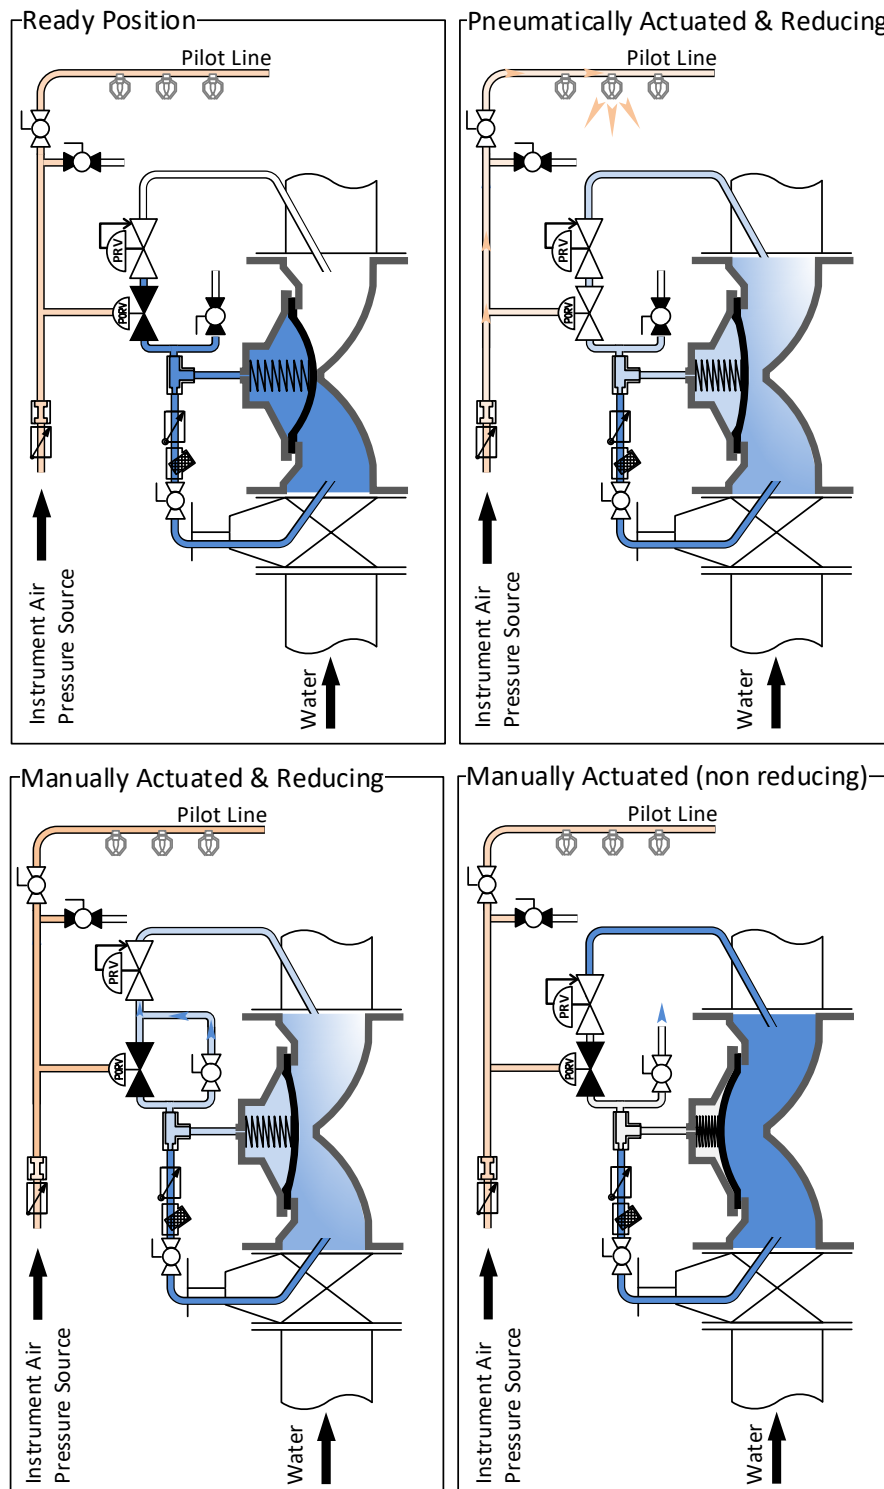 Ready Position
Pilot Line
PRV
PORV
Instrument Air
Pressure Source
Water
Pneumatically Actuated & Reducing
Pilot Line
PRV
PORV
Instrument Air
Pressure Source
Water
Manually Actuated & Reducing
Pilot Line
PRV
PORV
Instrument Air
Pressure Source
Water
Manually Actuated (non reducing)
Pilot Line
PRV
PORV
Instrument Air
Pressure Source
Water